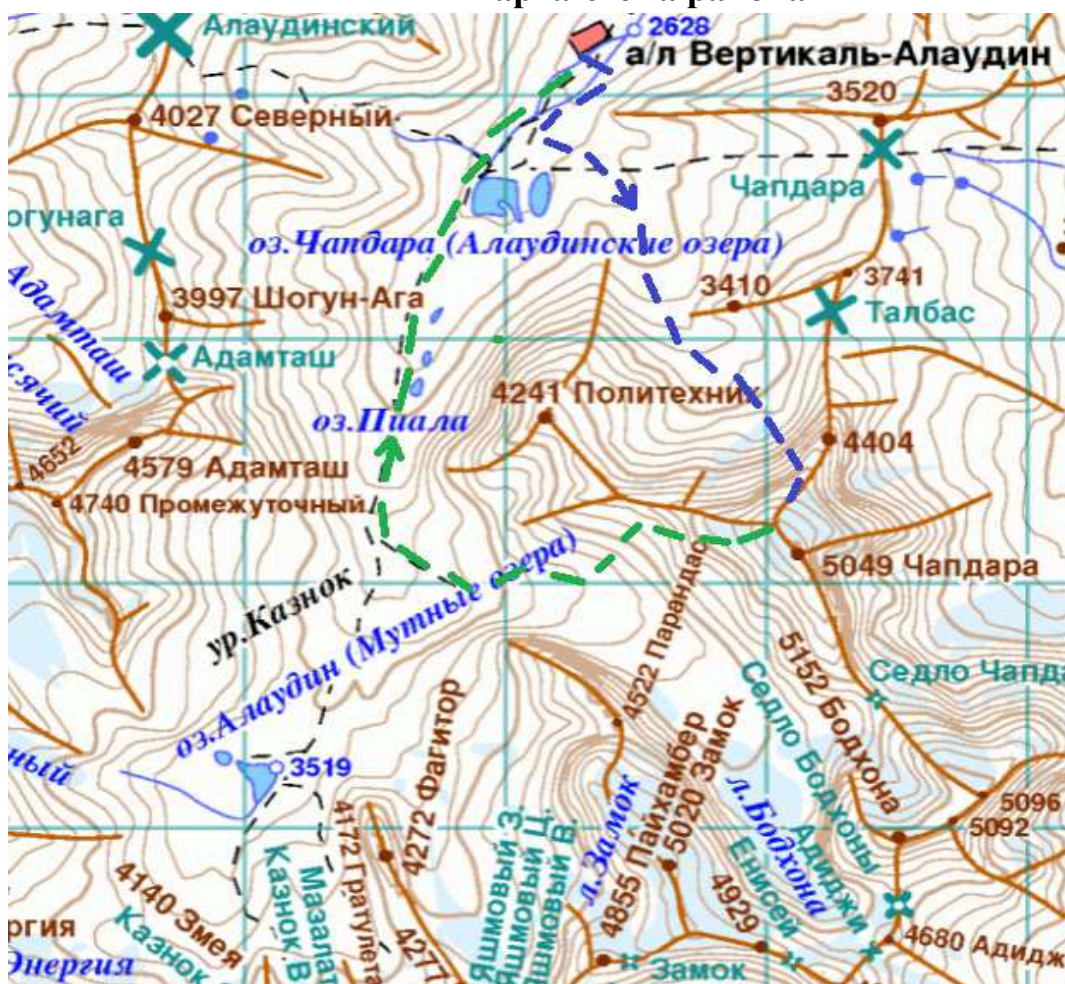 Алаудинский
2628
а/л Вертикаль-Алаудин
3520
4027 Северный
Чапдара
огунага
оз.Чапдара (Алаудинские озера)
3741
3410
3997 Шогун-Ага
Талбас
Адамташ
Адамташ
сячий
4241 Политехник
оз.Пиала
4404
4652
4579 Адамташ
4740 Промежуточный
5049 Чапдара
ур.Казнок
оз.Алаудин (Мутные озера)
4522 Парандас
5152 Бодхона
Седло Чапда
Седло Бодхоны
ный
3519
4272 Фагитор
5020 Замок
4855 Пайхамбер
л.Замок
л.Бодхона
5096
5092
4172 Гратулета
Яшмовый З.
Яшмовый Ц.
Яшмовый В.
Адиджи
Енисей
4140 Змея
Казнок В
Мазалат
4929
4680 Адидж
ргия
Казнок
Казнок.В
4277
Энергия
Замок